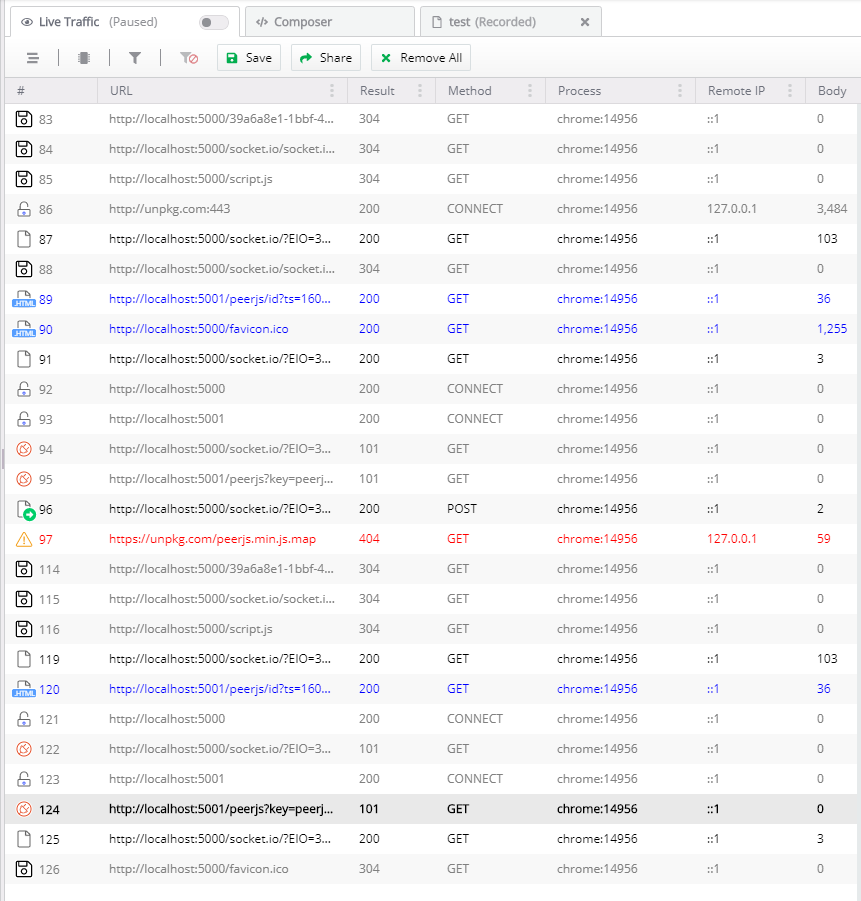 Live Traffic (Paused) Composer test (Recorded)
Save Share Remove All
# URL Result Method Process Remote IP Body
83 http://localhost:5000/39a6a8e1-1bbf-4... 304 GET chrome:14956 ::1 0
84 http://localhost:5000/socket.io/socket.i... 304 GET chrome:14956 ::1 0
85 http://localhost:5000/script.js 304 GET chrome:14956 ::1 0
86 http://unpkg.com:443 200 CONNECT chrome:14956 127.0.0.1 3,484
87 http://localhost:5000/socket.io/?EIO=3... 200 GET chrome:14956 ::1 103
88 http://localhost:5000/socket.io/socket.i... 304 GET chrome:14956 ::1 0
HTML 89 http://localhost:5001/peerjs/id?ts=160... 200 GET chrome:14956 ::1 36
HTML 90 http://localhost:5000/favicon.ico 200 GET chrome:14956 ::1 1,255
91 http://localhost:5000/socket.io/?EIO=3... 200 GET chrome:14956 ::1 3
92 http://localhost:5000 200 CONNECT chrome:14956 ::1 0
93 http://localhost:5001 200 CONNECT chrome:14956 ::1 0
94 http://localhost:5000/socket.io/?EIO=3... 101 GET chrome:14956 ::1 0
95 http://localhost:5001/peerjs?key=peerj... 101 GET chrome:14956 ::1 0
96 http://localhost:5000/socket.io/?EIO=3... 200 POST chrome:14956 ::1 2
97 https://unpkg.com/peerjs.min.js.map 404 GET chrome:14956 127.0.0.1 59
114 http://localhost:5000/39a6a8e1-1bbf-4... 304 GET chrome:14956 ::1 0
115 http://localhost:5000/socket.io/socket.i... 304 GET chrome:14956 ::1 0
116 http://localhost:5000/script.js 304 GET chrome:14956 ::1 0
119 http://localhost:5000/socket.io/?EIO=3... 200 GET chrome:14956 ::1 103
HTML 120 http://localhost:5001/peerjs/id?ts=160... 200 GET chrome:14956 ::1 36
121 http://localhost:5000 200 CONNECT chrome:14956 ::1 0
122 http://localhost:5000/socket.io/?EIO=3... 101 GET chrome:14956 ::1 0
123 http://localhost:5001 200 CONNECT chrome:14956 ::1 0
124 http://localhost:5001/peerjs?key=peerj... 101 GET chrome:14956 ::1 0
125 http://localhost:5000/socket.io/?EIO=3... 200 GET chrome:14956 ::1 3
126 http://localhost:5000/favicon.ico 304 GET chrome:14956 ::1 0